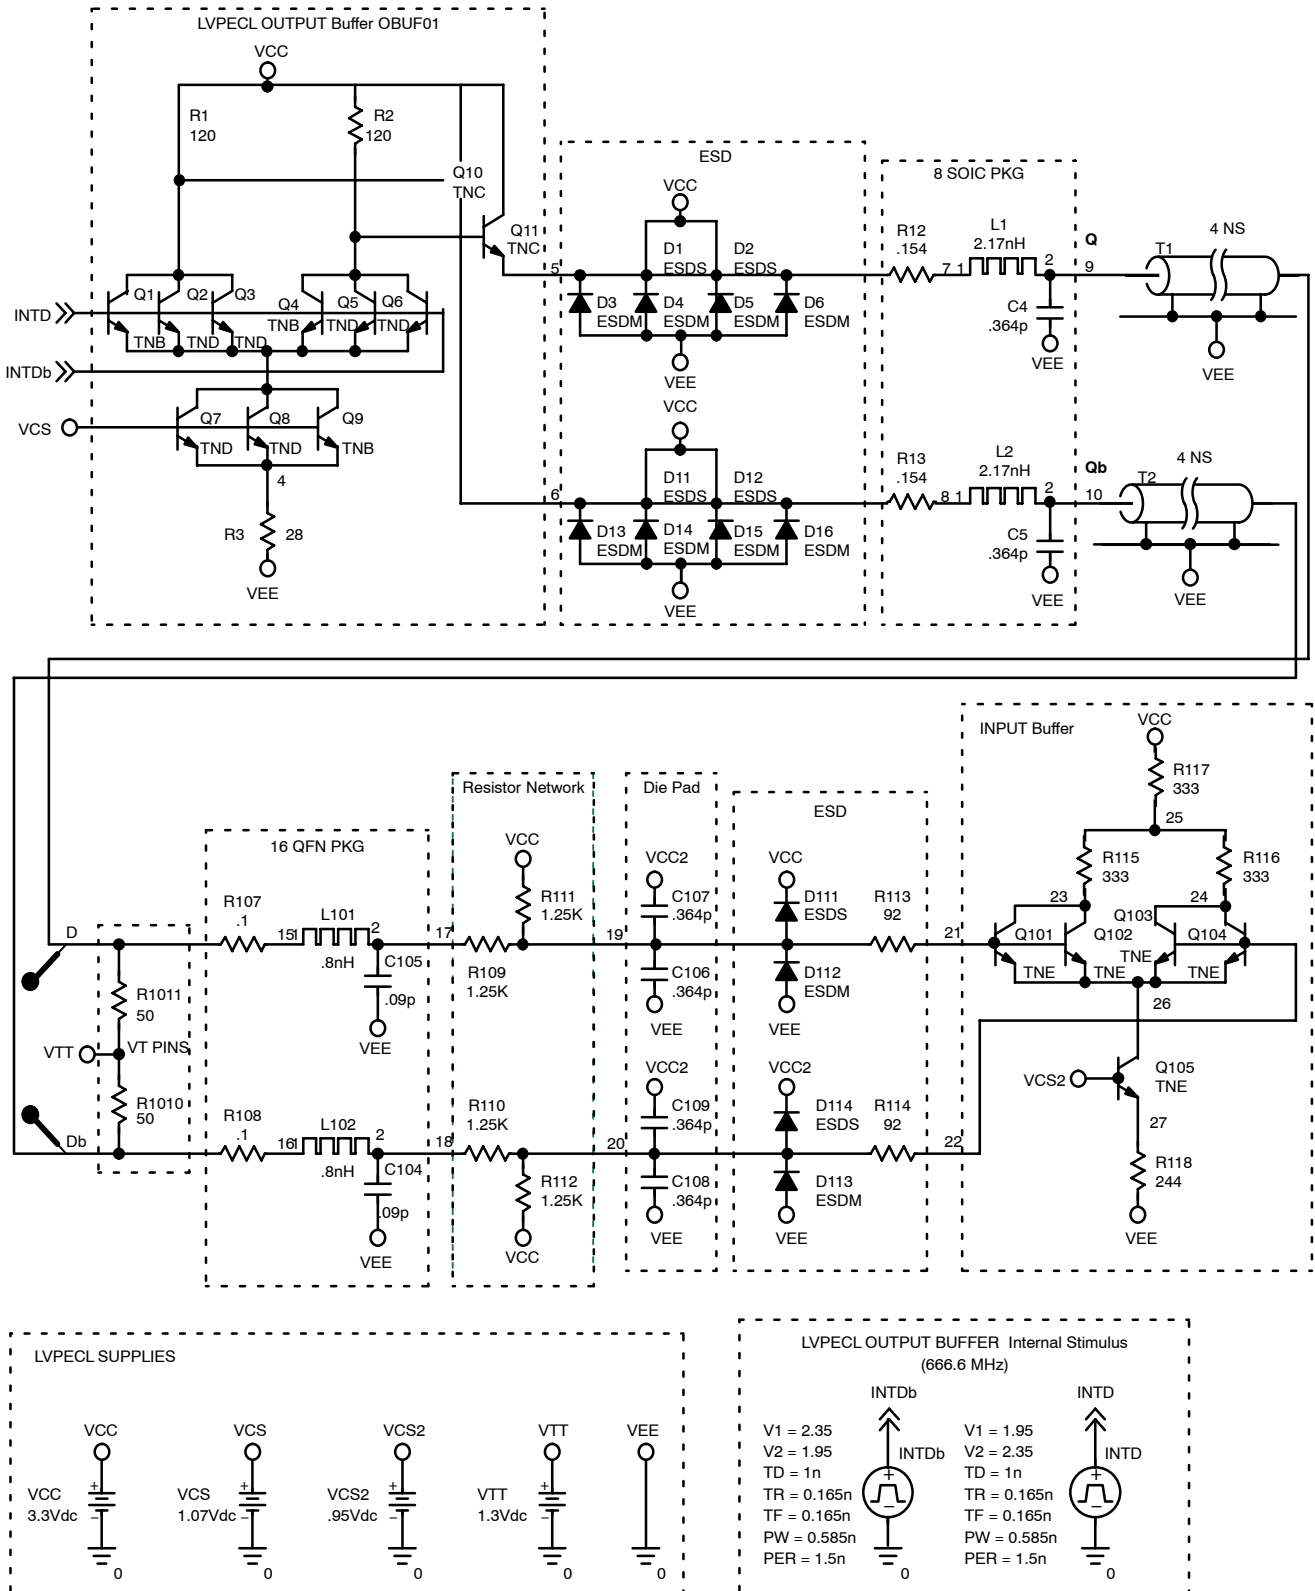 LVPECL OUTPUT Buffer OBUF01
VCC
R1
120
R2
120
Q10
TNC
Q11
TNC
INTD
Q1
Q2
Q3
Q4
Q5
Q6
TNB
TND
TND
TNB
TND
TND
INTDb
VCS
Q7
Q8
Q9
TND
TND
TNB
4
R3
28
VEE
5
6
ESD
VCC
D1
ESDS
D2
ESDS
D3
ESDM
D4
ESDM
D5
ESDM
D6
ESDM
VEE
VCC
D11
ESDS
D12
ESDS
D13
ESDM
D14
ESDM
D15
ESDM
D16
ESDM
VEE
8 SOIC PKG
R12
.154
7
1
L1
2.17nH
2
C4
.364p
VEE
R13
.154
8
1
L2
2.17nH
2
C5
.364p
VEE
Q
9
T1
4 NS
VEE
Qb
10
T2
4 NS
VEE
D
Db
R1011
50
VTT
VT PINS
R1010
50
16 QFN PKG
R107
.1
15
1
L101
.8nH
2
C105
.09p
VEE
R108
.1
16
1
L102
.8nH
2
C104
.09p
VEE
Resistor Network
VCC
R111
1.25K
17
R109
1.25K
18
R110
1.25K
R112
1.25K
VCC
Die Pad
19
VCC2
C107
.364p
C106
.364p
VEE
20
VCC2
C109
.364p
C108
.364p
VEE
ESD
VCC
D111
ESDS
R113
92
D112
ESDM
VEE
VCC2
D114
ESDS
R114
92
D113
ESDM
VEE
INPUT Buffer
VCC
R117
333
25
R115
333
R116
333
23
24
21
Q101
Q102
Q103
Q104
TNE
TNE
TNE
TNE
26
22
VCS2
Q105
TNE
27
R118
244
VEE
LVPECL SUPPLIES
VCC
VCS
VCS2
VTT
VEE
VCC
3.3Vdc
+
−
VCS
1.07Vdc
+
−
VCS2
.95Vdc
+
−
VTT
1.3Vdc
+
−
0
0
0
0
0
LVPECL OUTPUT BUFFER Internal Stimulus
(666.6 MHz)
INTDb
INTD
V1 = 2.35
V2 = 1.95
TD = 1n
TR = 0.165n
TF = 0.165n
PW = 0.585n
PER = 1.5n
INTDb
+
−
0
V1 = 1.95
V2 = 2.35
TD = 1n
TR = 0.165n
TF = 0.165n
PW = 0.585n
PER = 1.5n
INTD
+
−
0